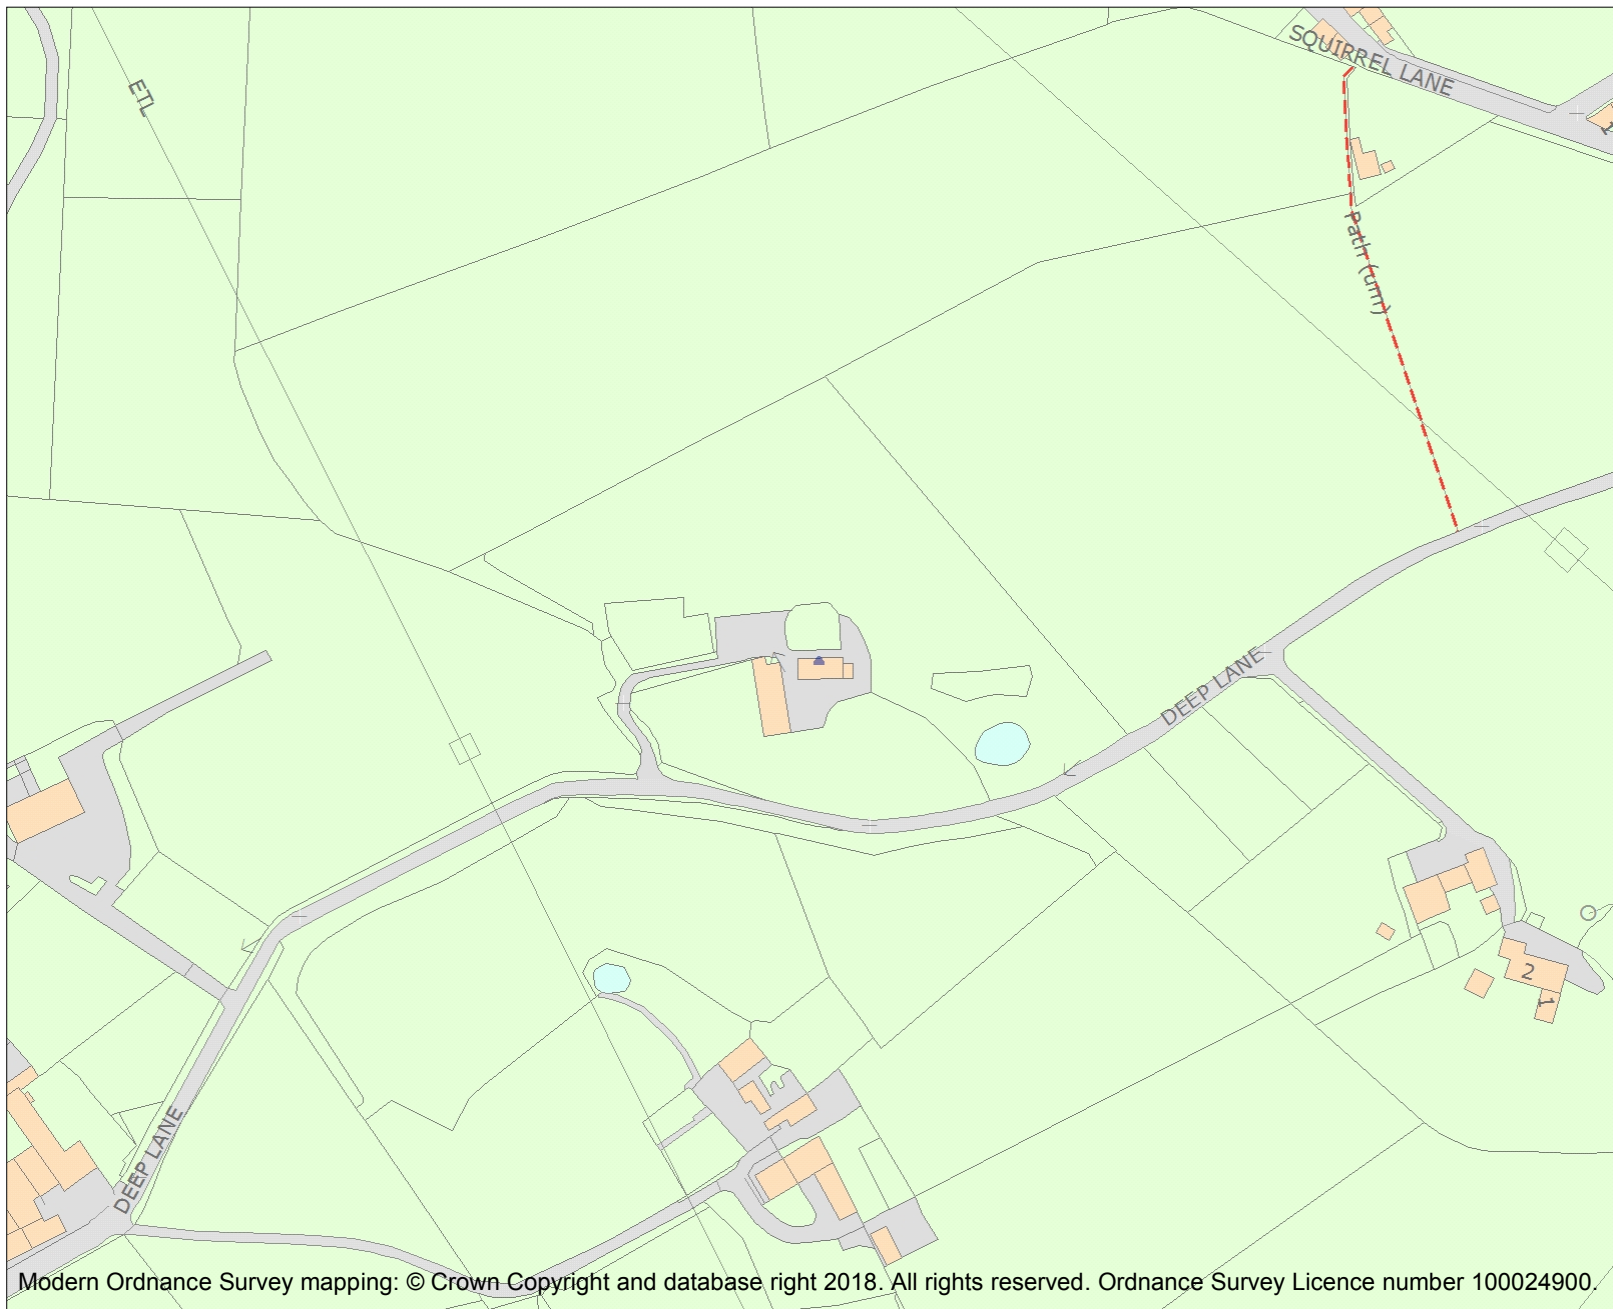 SQUIRREL LANE
ETL
1
Path (um)
DEEP LANE
2
1
DEEP LANE
Modern Ordnance Survey mapping: © Crown Copyright and database right 2018. All rights reserved. Ordnance Survey Licence number 100024900.